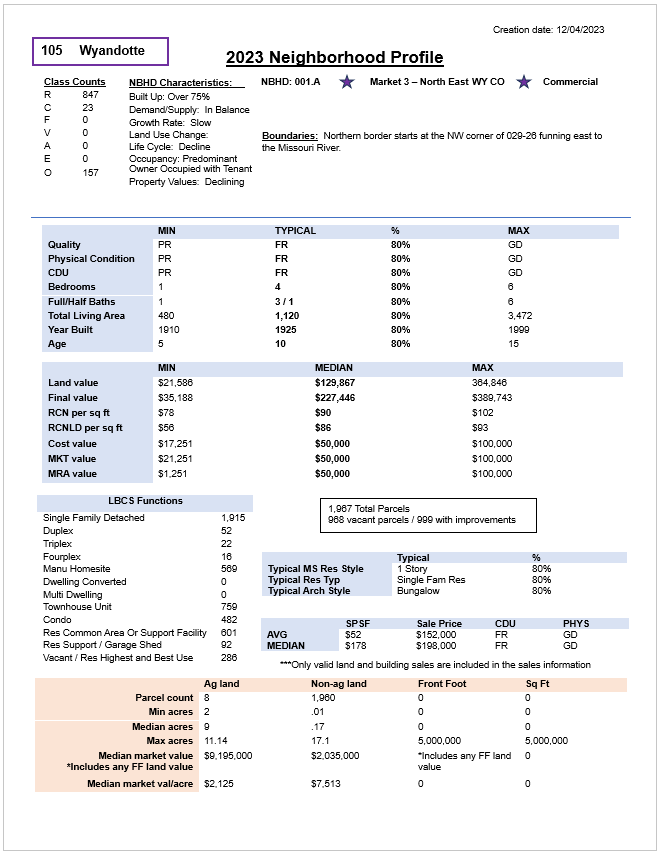 Creation date: 12/04/2023
105 Wyandotte
2023 Neighborhood Profile
Class Counts
R 847
C 23
F 0
V 0
A 0
E 0
O 157
NBHD Characteristics:
Built Up: Over 75%
Demand/Supply: In Balance
Growth Rate: Slow
Land Use Change:
Life Cycle: Decline
Occupancy: Predominant
Owner Occupied with Tenant
Property Values: Declining
NBHD: 001.A Market 3 – North East WY CO Commercial
Boundaries: Northern border starts at the NW corner of 029-26 funning east to
the Missouri River.
MIN TYPICAL % MAX
Quality PR FR 80% GD
Physical Condition PR FR 80% GD
CDU PR FR 80% GD
Bedrooms 1 4 80% 6
Full/Half Baths 1 3 / 1 80% 6
Total Living Area 480 1,120 80% 3,472
Year Built 1910 1925 80% 1999
Age 5 10 80% 15
MIN MEDIAN MAX
Land value $21,586 $129,867 364,846
Final value $35,188 $227,446 $389,743
RCN per sq ft $78 $90 $102
RCNLD per sq ft $56 $86 $93
Cost value $17,251 $50,000 $100,000
MKT value $21,251 $50,000 $100,000
MRA value $1,251 $50,000 $100,000
LBCS Functions
Single Family Detached 1,915
Duplex 52
Triplex 22
Fourplex 16
Manu Homesite 569
Dwelling Converted 0
Multi Dwelling 0
Townhouse Unit 759
Condo 482
Res Common Area Or Support Facility 601
Res Support / Garage Shed 92
Vacant / Res Highest and Best Use 286
1,967 Total Parcels
968 vacant parcels / 999 with improvements
Typical %
Typical MS Res Style 1 Story 80%
Typical Res Typ Single Fam Res 80%
Typical Arch Style Bungalow 80%
SPSF Sale Price CDU PHYS
AVG $52 $152,000 FR GD
MEDIAN $178 $198,000 FR GD
***Only valid land and building sales are included in the sales information
Ag land Non-ag land Front Foot Sq Ft
Parcel count 8 1,960 0 0
Min acres 2 .01 0 0
Median acres 9 .17 0 0
Max acres 11.14 17.1 5,000,000 5,000,000
Median market value $9,195,000 $2,035,000 *Includes any FF land 0
*Includes any FF land value value
Median market val/acre $2,125 $7,513 0 0